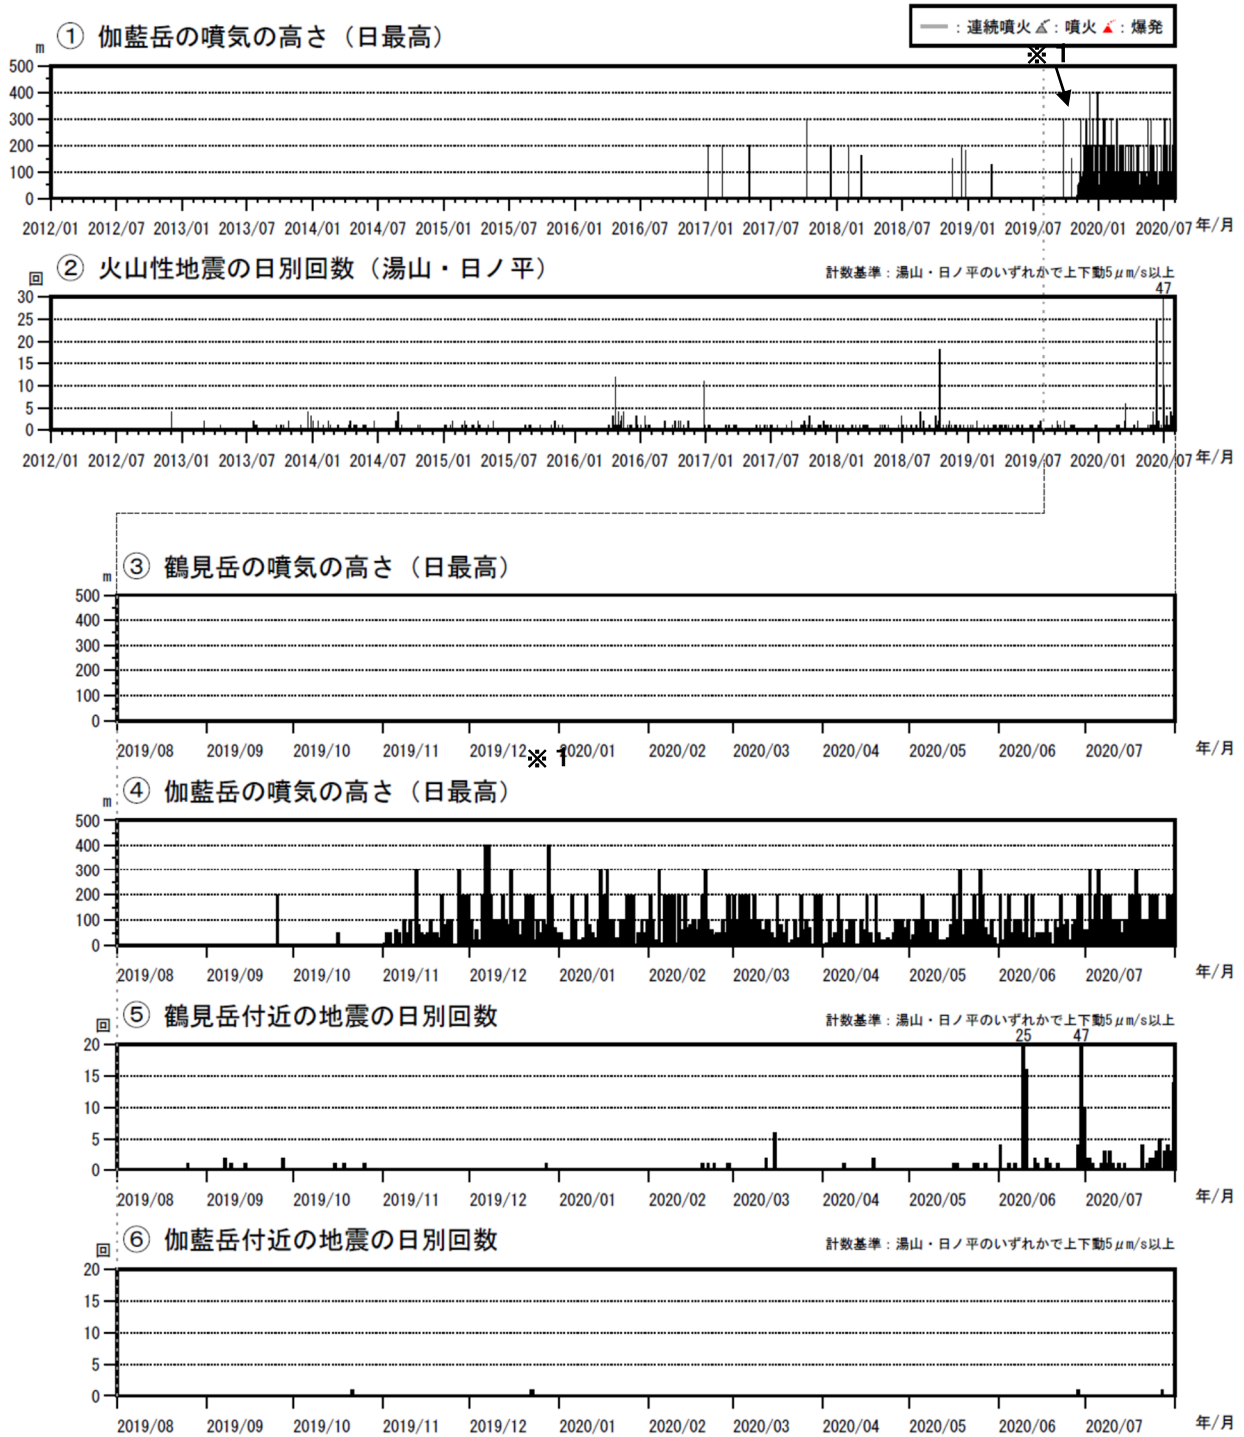 : 連続噴火 : 噴火 : 爆発
① 伽藍岳の噴気の高さ（日最高）
※1
m
500
400
300
200
100
0
2012/01 2012/07 2013/01 2013/07 2014/01 2014/07 2015/01 2015/07 2016/01 2016/07 2017/01 2017/07 2018/01 2018/07 2019/01 2019/07 2020/01 2020/07 年/月
② 火山性地震の日別回数（湯山・日ノ平）
計数基準：湯山・日ノ平のいずれかで上下動5μm/s以上
回
47
30
25
20
15
10
5
0
2012/01 2012/07 2013/01 2013/07 2014/01 2014/07 2015/01 2015/07 2016/01 2016/07 2017/01 2017/07 2018/01 2018/07 2019/01 2019/07 2020/01 2020/07 年/月
③ 鶴見岳の噴気の高さ（日最高）
m
500
400
300
200
100
0
2019/08 2019/09 2019/10 2019/11 2019/12 2020/01 2020/02 2020/03 2020/04 2020/05 2020/06 2020/07 年/月
※1
④ 伽藍岳の噴気の高さ（日最高）
m
500
400
300
200
100
0
2019/08 2019/09 2019/10 2019/11 2019/12 2020/01 2020/02 2020/03 2020/04 2020/05 2020/06 2020/07 年/月
⑤ 鶴見岳付近の地震の日別回数
計数基準：湯山・日ノ平のいずれかで上下動5μm/s以上
回
25 47
20
15
10
5
0
2019/08 2019/09 2019/10 2019/11 2019/12 2020/01 2020/02 2020/03 2020/04 2020/05 2020/06 2020/07 年/月
⑥ 伽藍岳付近の地震の日別回数
計数基準：湯山・日ノ平のいずれかで上下動5μm/s以上
回
20
15
10
5
0
2019/08 2019/09 2019/10 2019/11 2019/12 2020/01 2020/02 2020/03 2020/04 2020/05 2020/06 2020/07 年/月